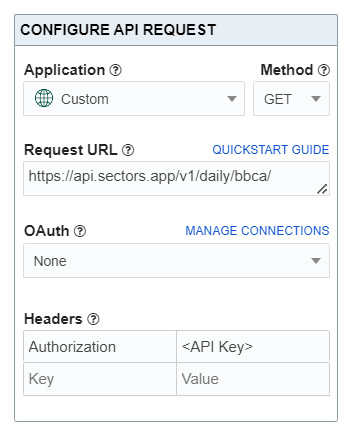 CONFIGURE API REQUEST
Application ? Method ?
Custom GET
Request URL ? QUICKSTART GUIDE
https://api.sectors.app/v1/daily/bbca/
OAuth ? MANAGE CONNECTIONS
None
Headers ?
Authorization <API Key>
Key Value